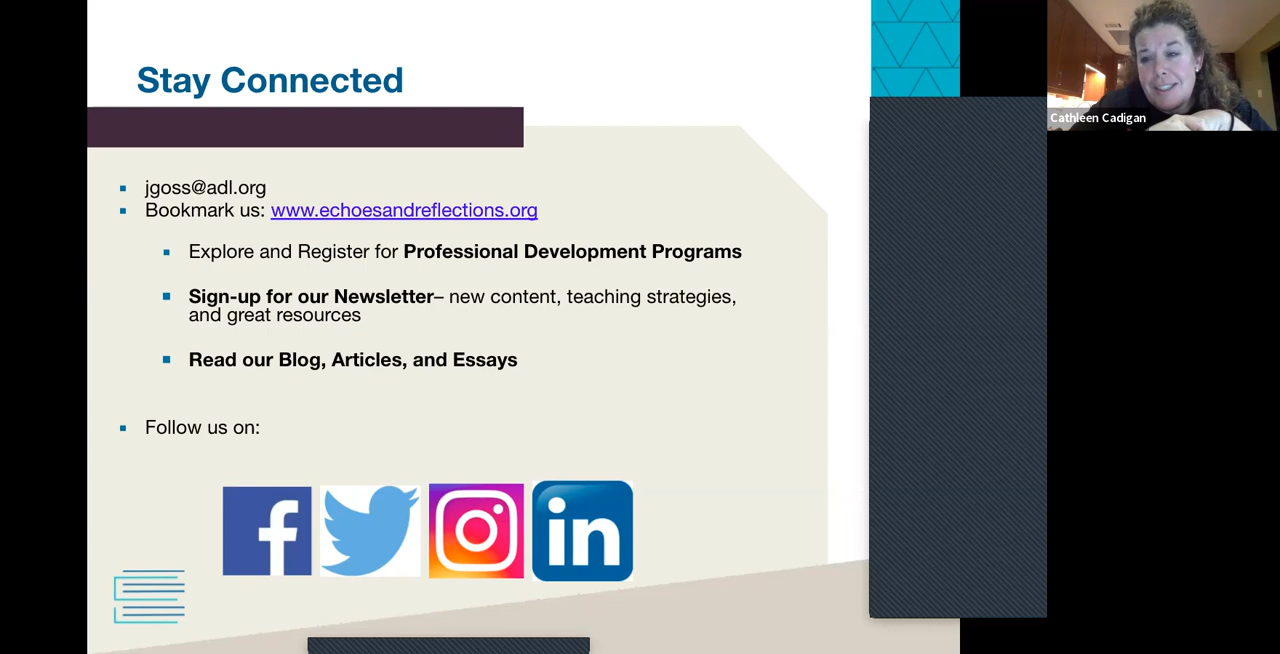 Stay Connected
jgoss@adl.org
Bookmark us: www.echoesandreflections.org
Explore and Register for Professional Development Programs
Sign-up for our Newsletter– new content, teaching strategies,
and great resources
Read our Blog, Articles, and Essays
Follow us on:
f
in
Cathleen Cadigan